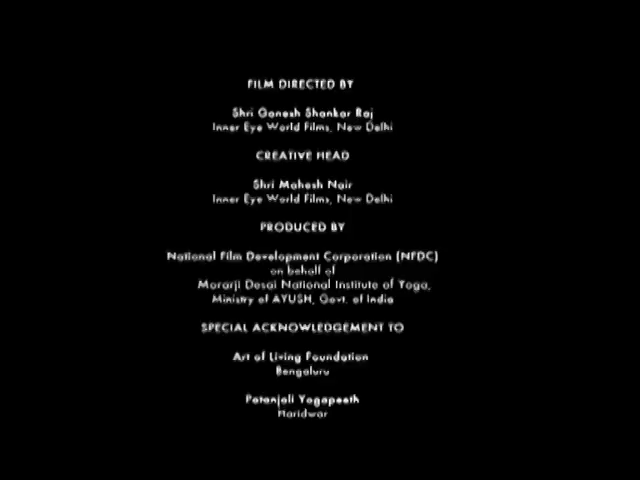 FILM DIRECTED BY
Shri Ganesh Shankar Raj
Inner Eye World Films, New Delhi
CREATIVE HEAD
Shri Mahesh Nair
Inner Eye World Films, New Delhi
PRODUCED BY
National Film Development Corporation (NFDC)
on behalf of
Morarji Desai National Institute of Yoga,
Ministry of AYUSH, Govt. of India
SPECIAL ACKNOWLEDGEMENT TO
Art of Living Foundation
Bengaluru
Patanjali Yogapeeth
Haridwar